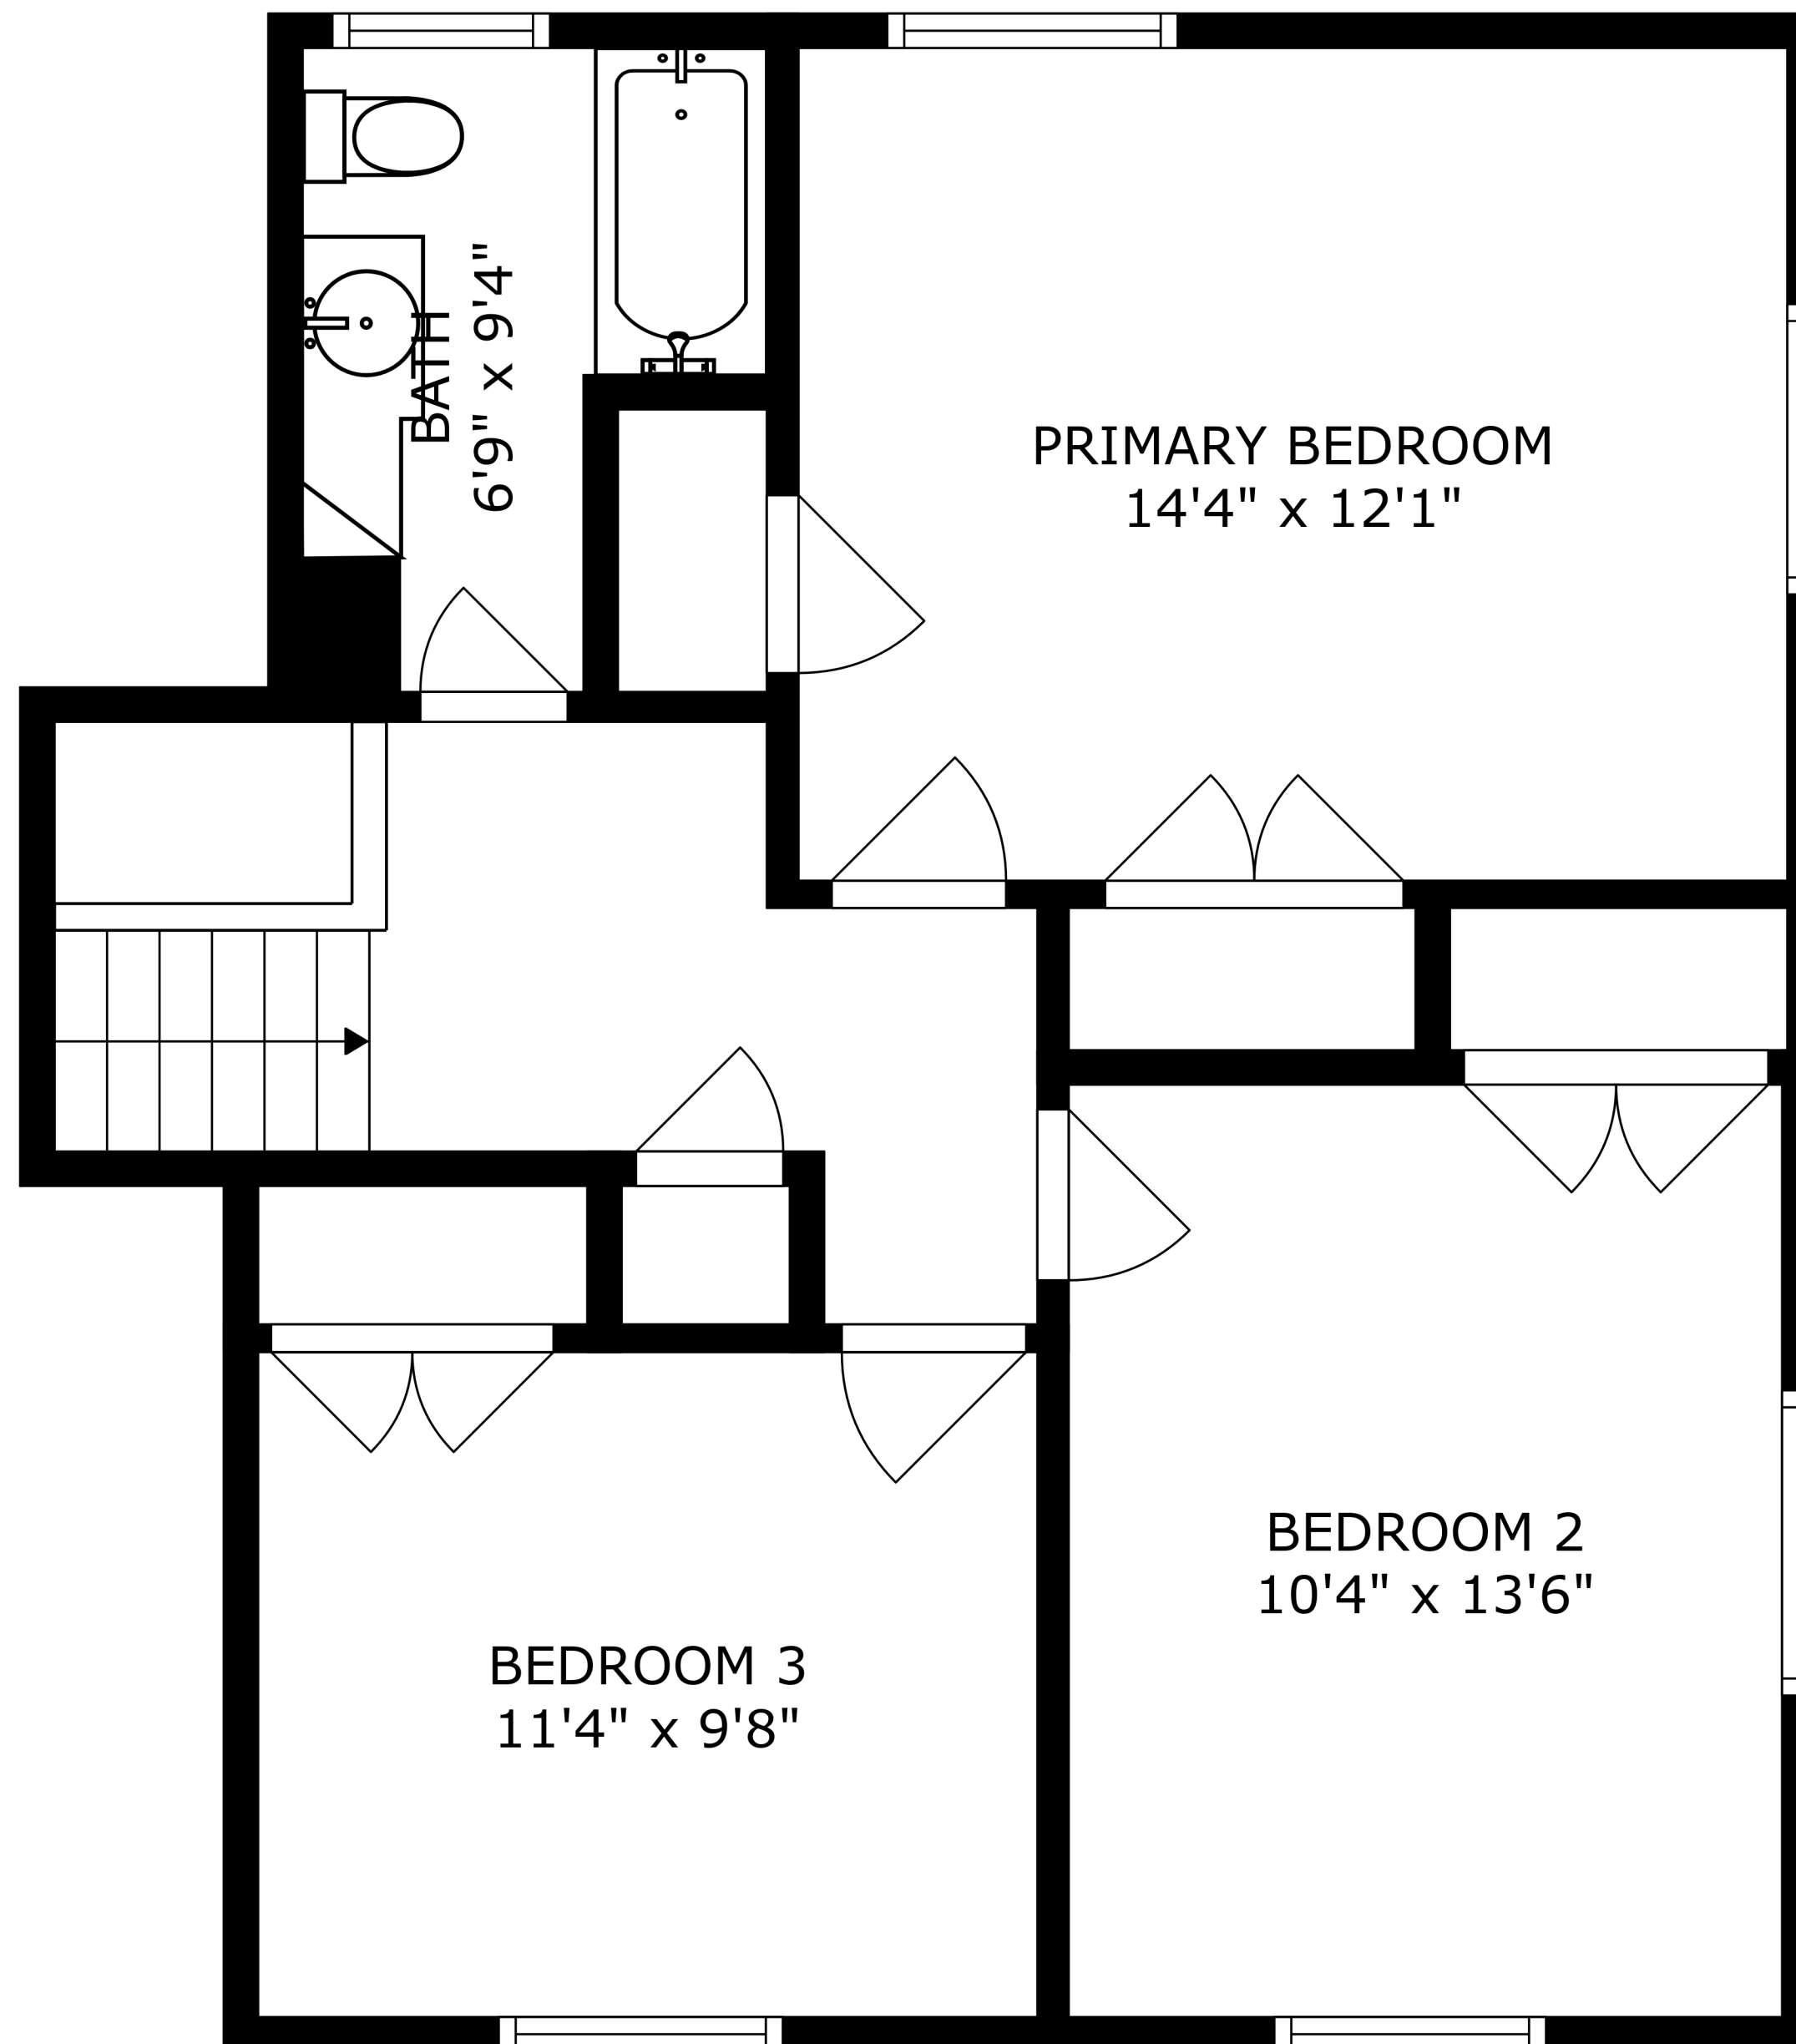 BATH
6'9" x 9'4"
PRIMARY BEDROOM
14'4" x 12'1"
BEDROOM 2
10'4" x 13'6"
BEDROOM 3
11'4" x 9'8"